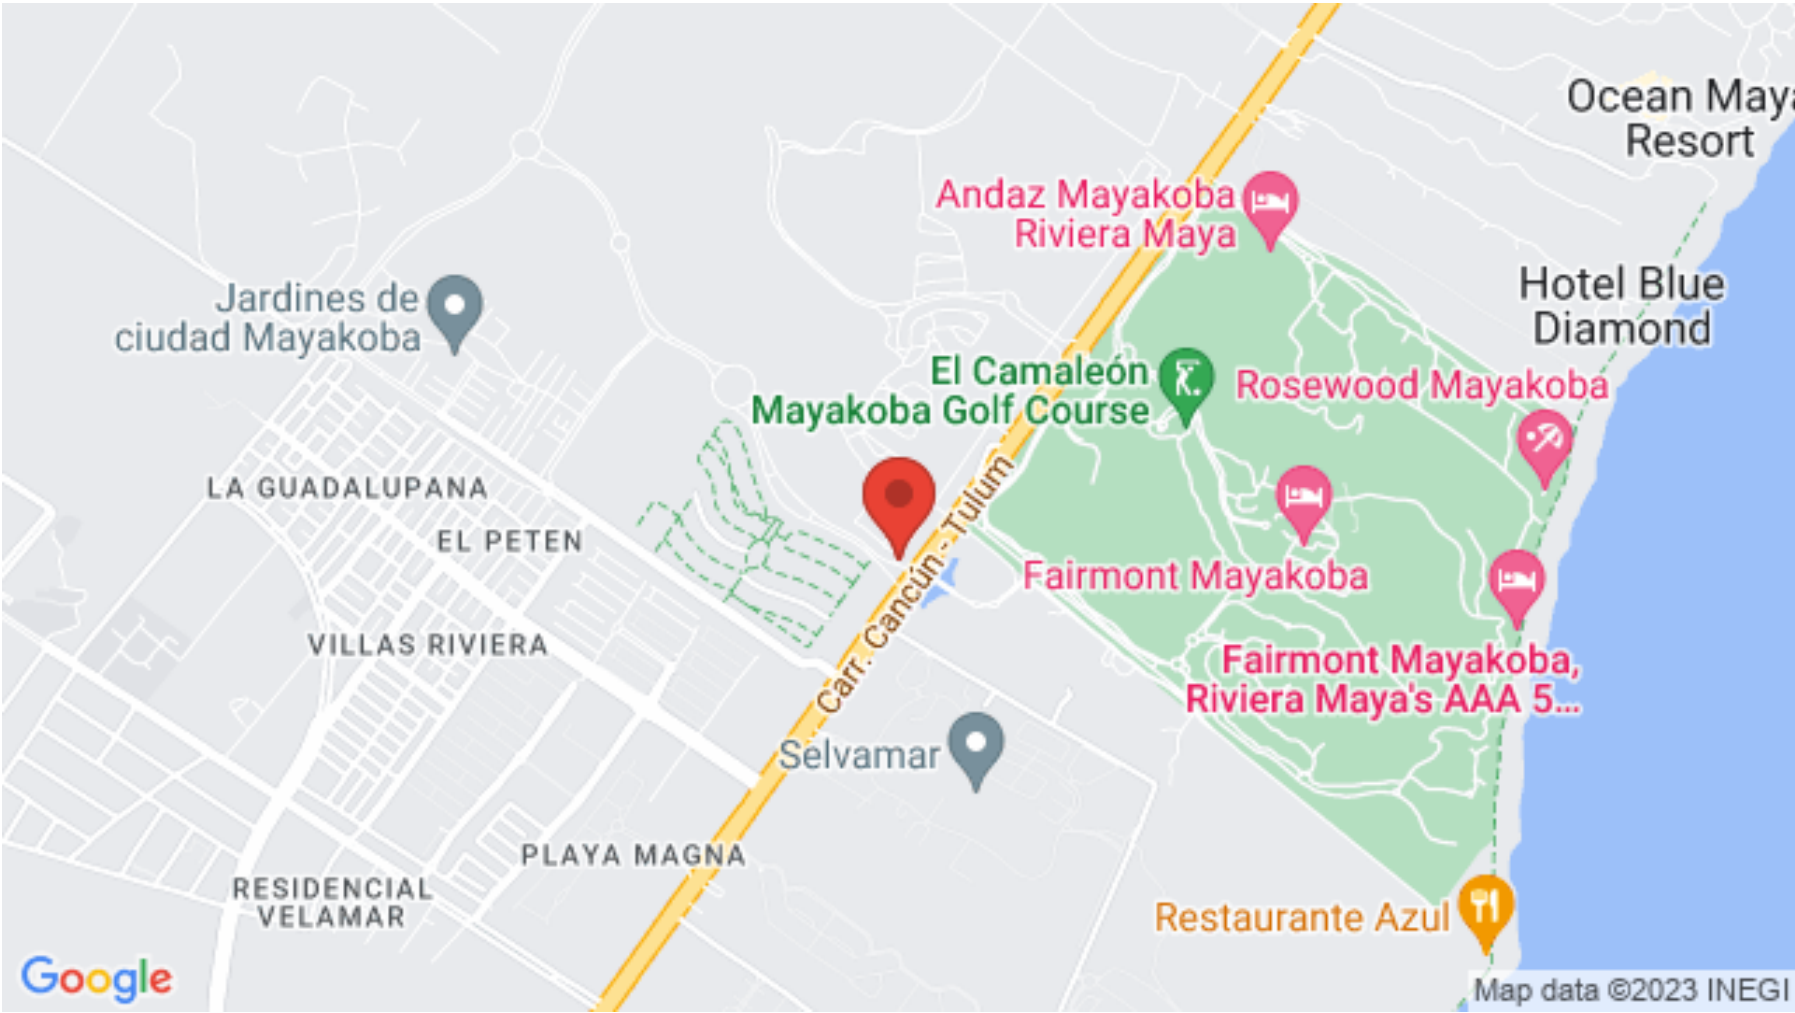 Ocean Maya
Resort
Andaz Mayakoba
Riviera Maya
Hotel Blue
Diamond
Jardines de
ciudad Mayakoba
El Camaleón
Mayakoba Golf Course
Rosewood Mayakoba
LA GUADALUPANA
EL PETEN
Carr. Cancún - Tulum
Fairmont Mayakoba
VILLAS RIVIERA
Fairmont Mayakoba,
Riviera Maya's AAA 5...
Selvamar
PLAYA MAGNA
RESIDENCIAL
VELAMAR
Restaurante Azul
Google
Map data ©2023 INEGI